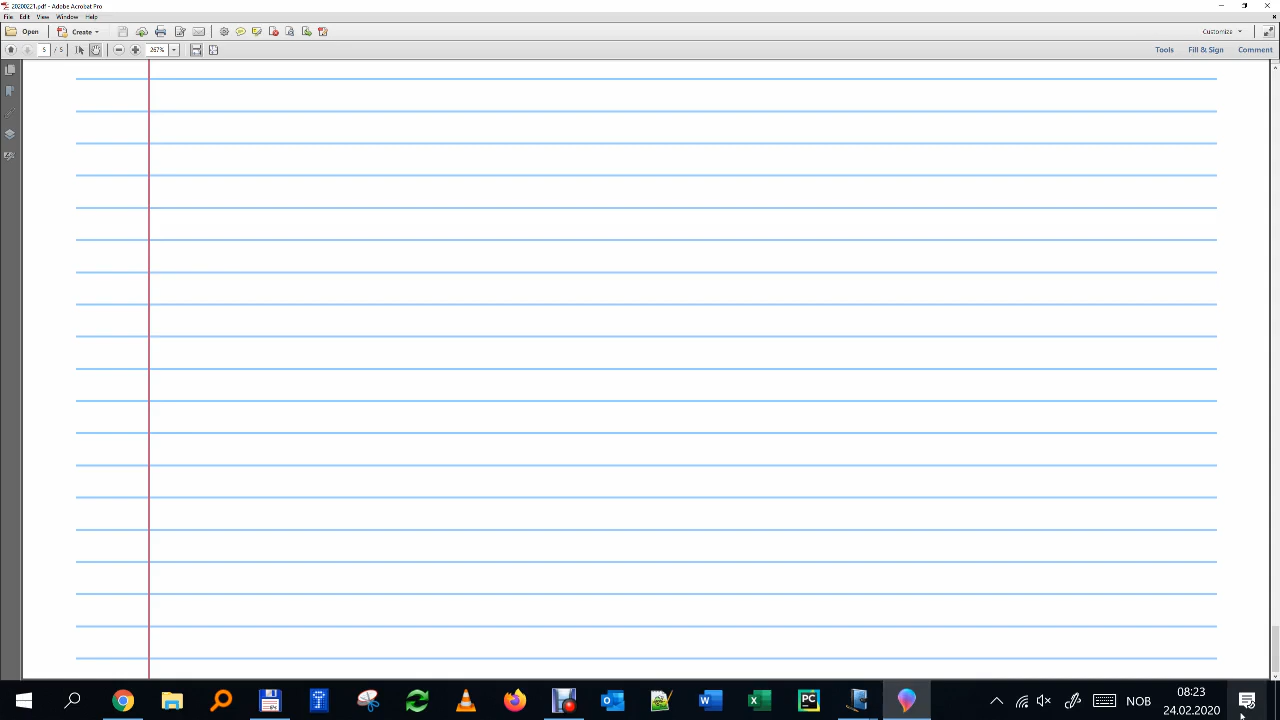 20200221.pdf - Adobe Acrobat Pro
File Edit View Window Help
Open Create Customize
5 / 5 267% Tools Fill & Sign Comment
NOB 08:23
24.02.2020